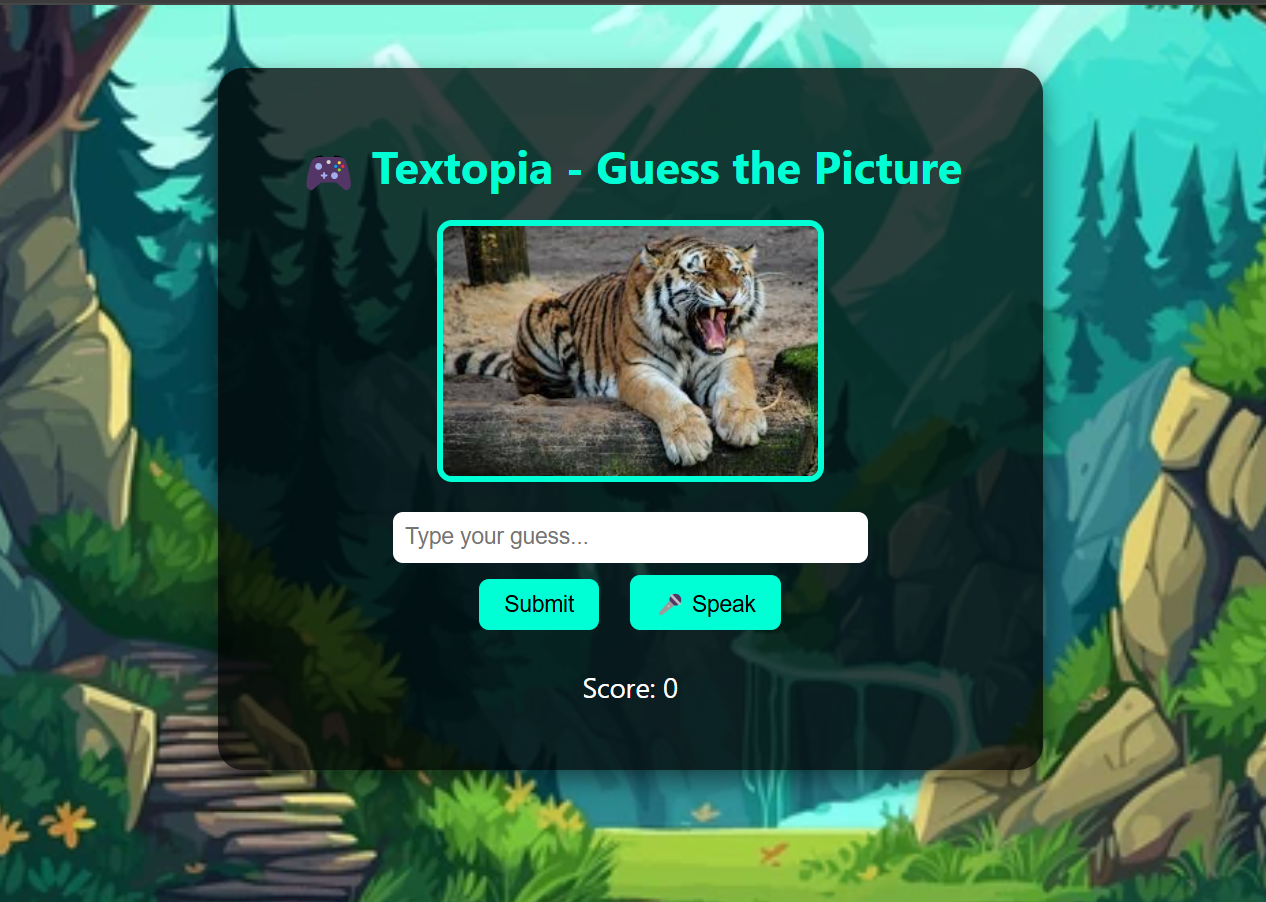 🎮 Textopia - Guess the Picture
Type your guess...
Submit
🎤 Speak
Score: 0